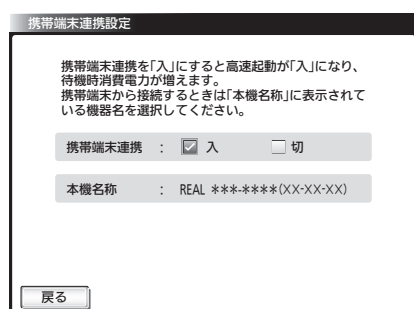 携帯端末連携設定
携帯端末連携を「入」にすると高速起動が「入」になり、
待機時消費電力が増えます。
携帯端末から接続するときは「本機名称」に表示されて
いる機器名を選択してください。
携帯端末連携 : 入 切
本機名称 : REAL ***-****(XX-XX-XX)
戻る